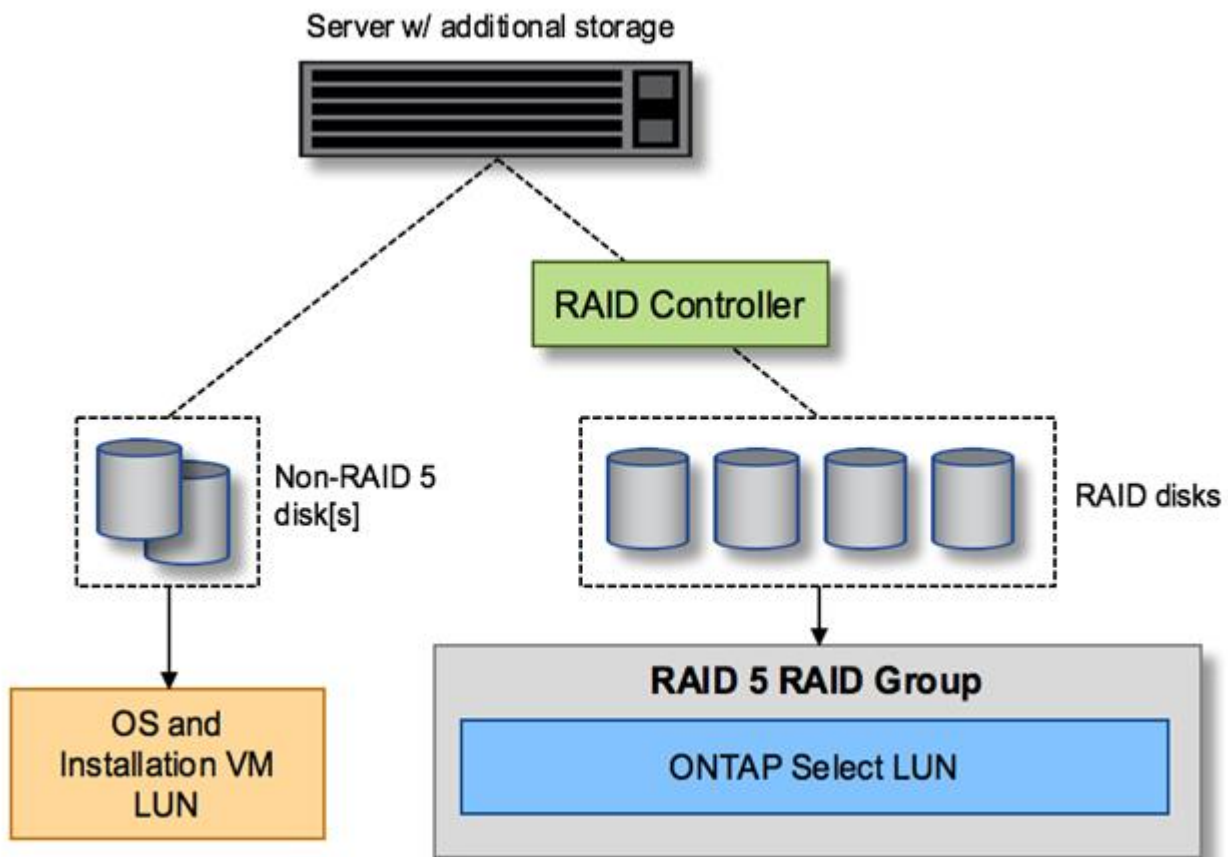 Server w/ additional storage
RAID Controller
Non-RAID 5
disk[s]
RAID disks
OS and
Installation VM
LUN
RAID 5 RAID Group
ONTAP Select LUN